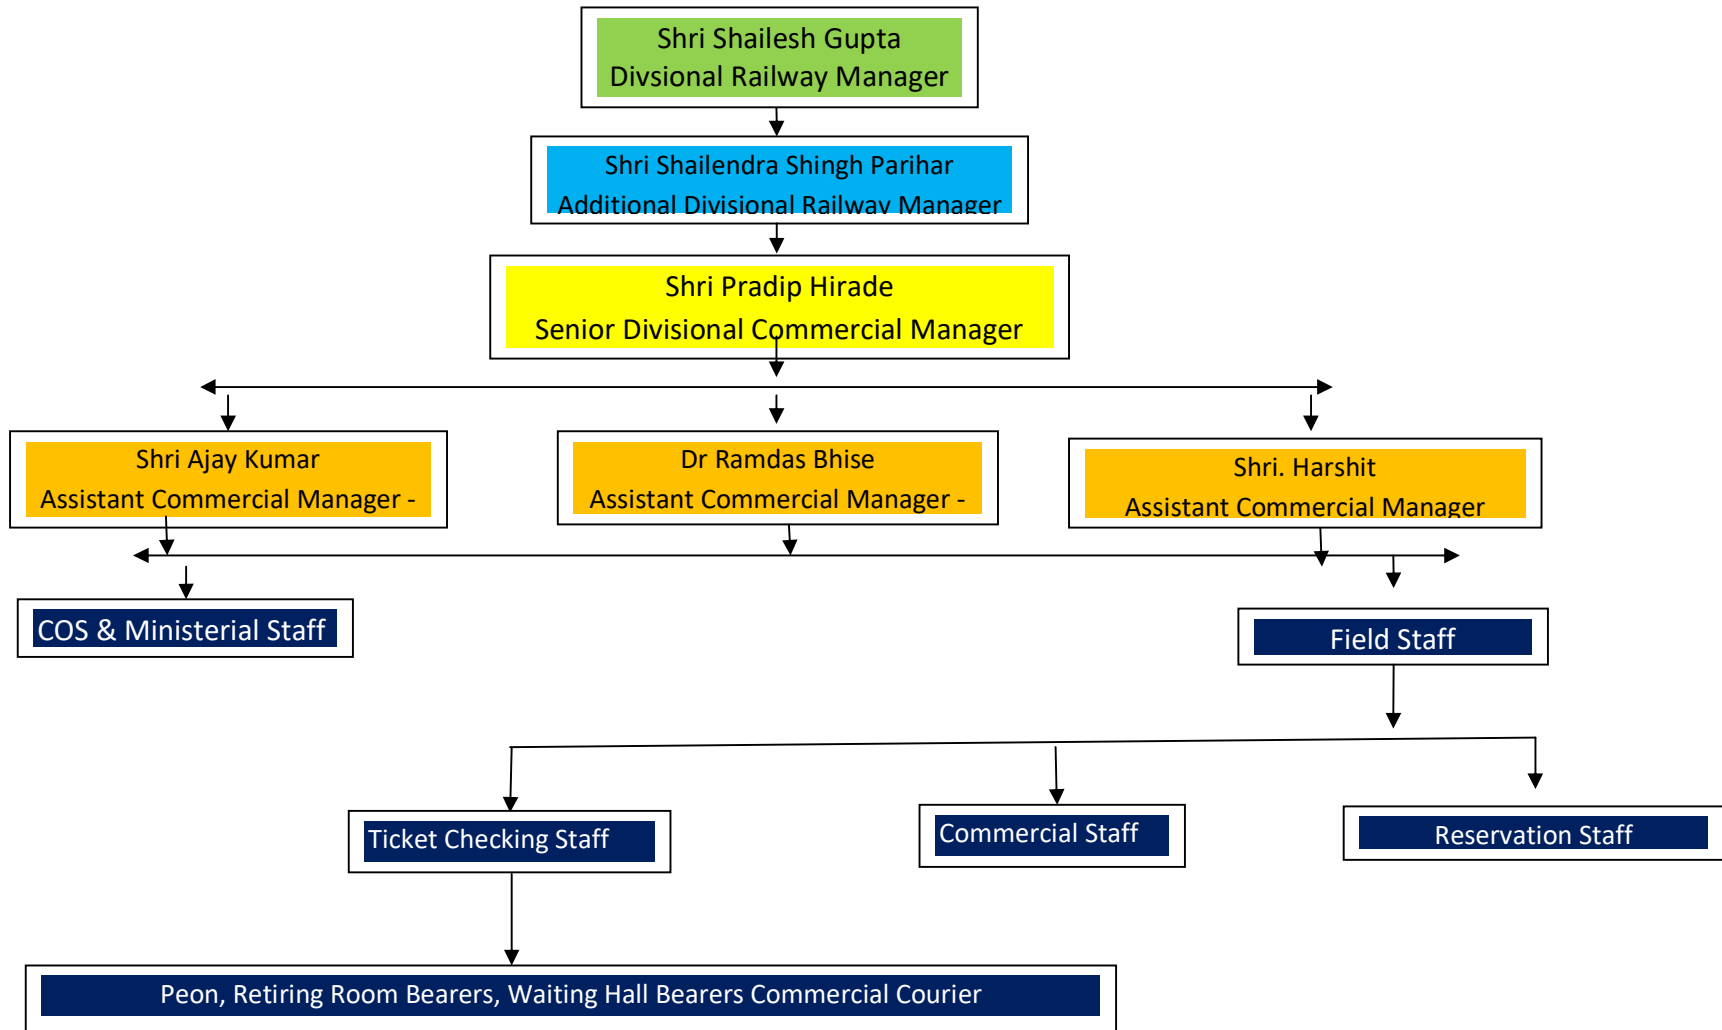 Shri Shailesh Gupta
Divsional Railway Manager
Shri Shailendra Shingh Parihar
Additional Divisional Railway Manager
Shri Pradip Hirade
Senior Divisional Commercial Manager
Shri Ajay Kumar
Assistant Commercial Manager -
Dr Ramdas Bhise
Assistant Commercial Manager -
Shri. Harshit
Assistant Commercial Manager
COS & Ministerial Staff
Field Staff
Ticket Checking Staff
Commercial Staff
Reservation Staff
Peon, Retiring Room Bearers, Waiting Hall Bearers Commercial Courier